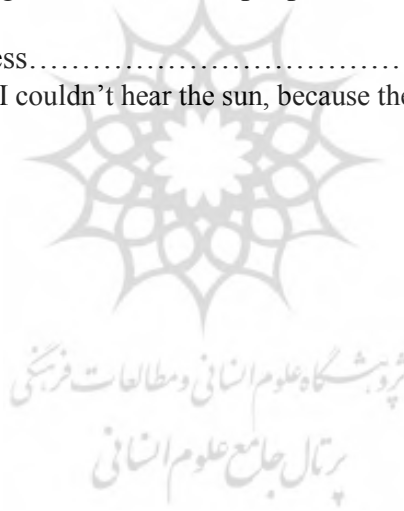 ess……………………………
I couldn’t hear the sun, because the
پژوهشگاه علوم انسانی و مطالعات فرهنگی
پرتال جامع علوم انسانی